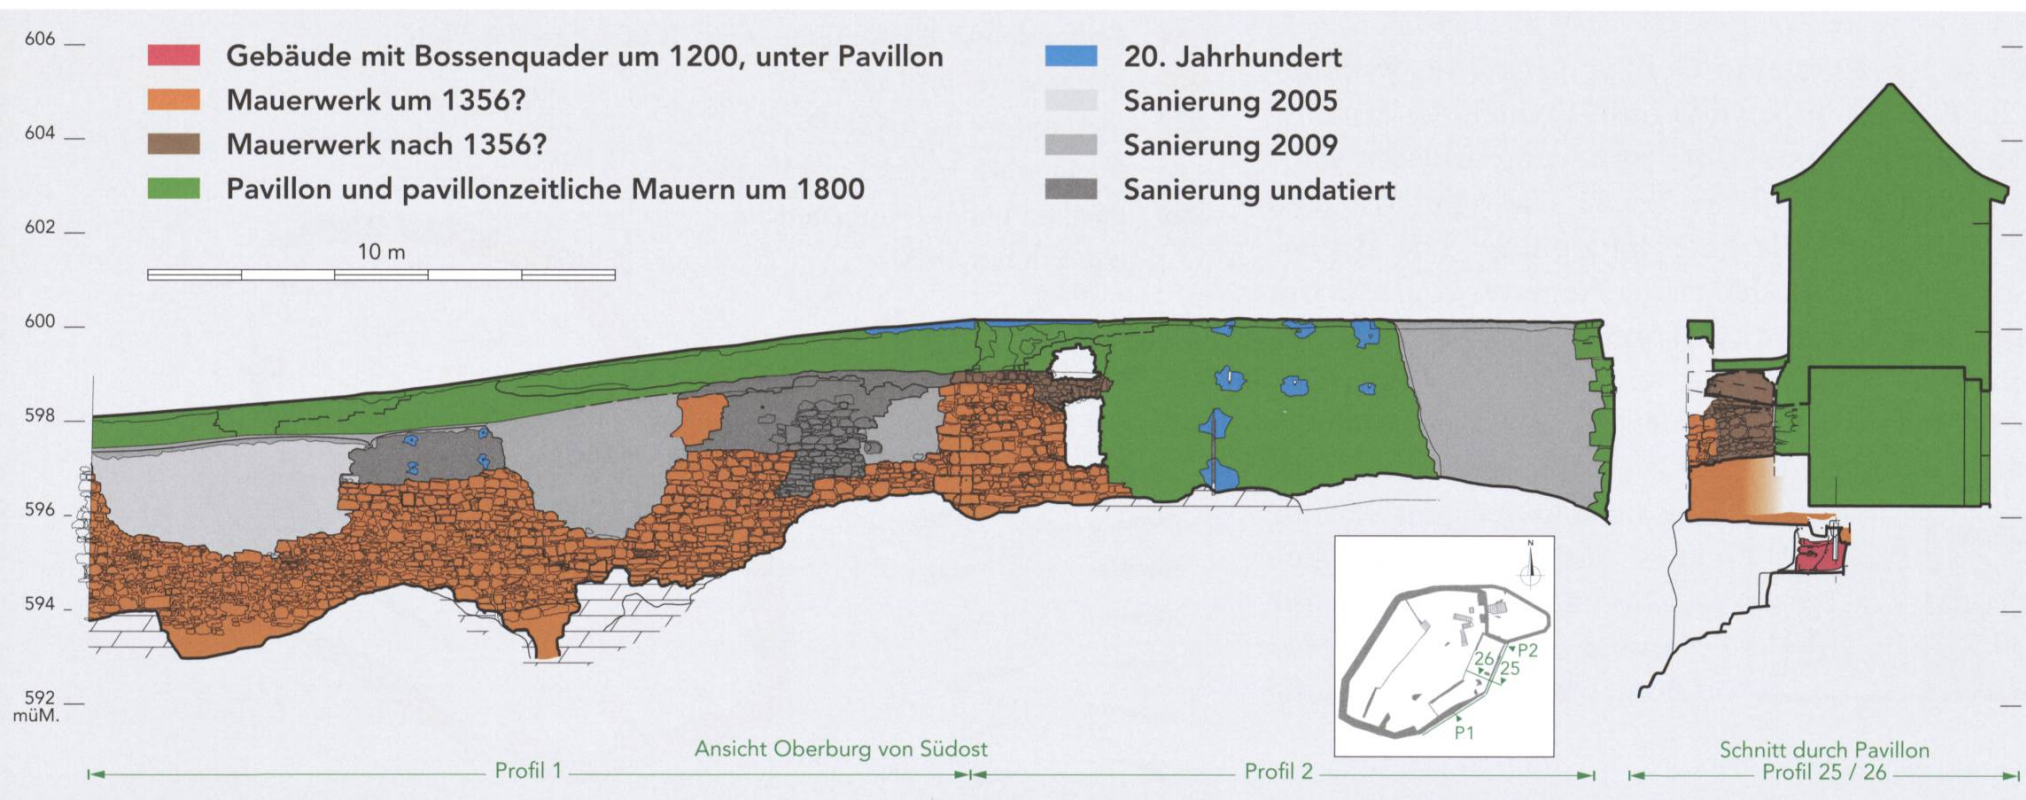 606
604
602
600
598
596
594
592
müM.
Gebäude mit Bossenquader um 1200, unter Pavillon
Mauerwerk um 1356?
Mauerwerk nach 1356?
Pavillon und pavillonzeitliche Mauern um 1800
20. Jahrhundert
Sanierung 2005
Sanierung 2009
Sanierung undatiert
10 m
N
26
25
P2
P1
Ansicht Oberburg von Südost
Profil 1
Profil 2
Schnitt durch Pavillon
Profil 25 / 26